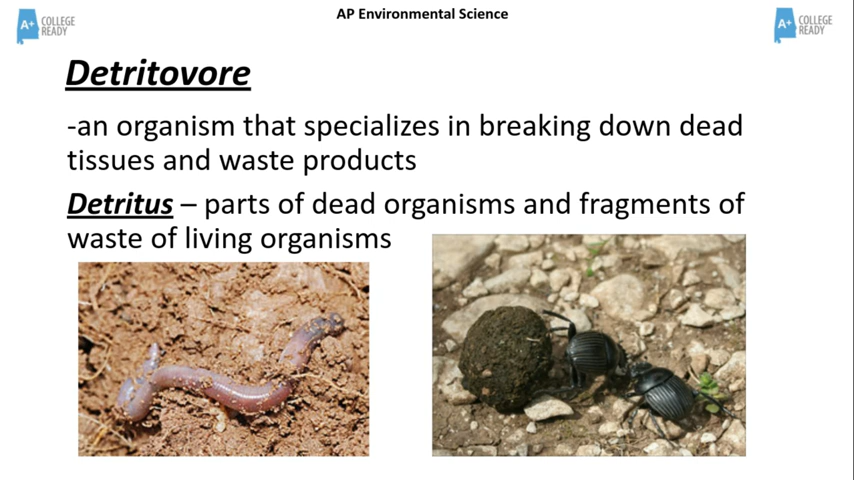 A+ COLLEGE
READY
AP Environmental Science
A+ COLLEGE
READY
Detritovore
-an organism that specializes in breaking down dead
tissues and waste products
Detritus – parts of dead organisms and fragments of
waste of living organisms